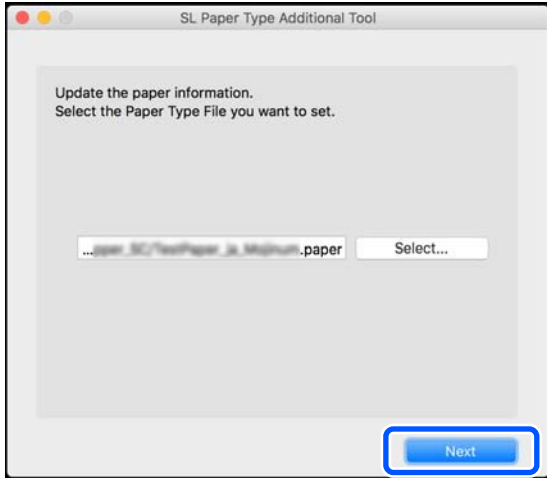 SL Paper Type Additional Tool
Update the paper information.
Select the Paper Type File you want to set.
... .paper
Select...
Next